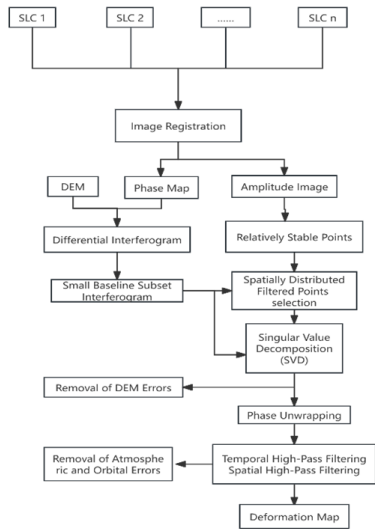 SLC 1
SLC 2
......
SLC n
Image Registration
DEM
Phase Map
Amplitude Image
Differential Interferogram
Relatively Stable Points
Small Baseline Subset
Interferogram
Spatially Distributed
Filtered Points
selection
Singular Value
Decomposition
(SVD)
Removal of DEM Errors
Phase Unwrapping
Removal of Atmosphe
ric and Orbital Errors
Temporal High-Pass Filtering
Spatial High-Pass Filtering
Deformation Map